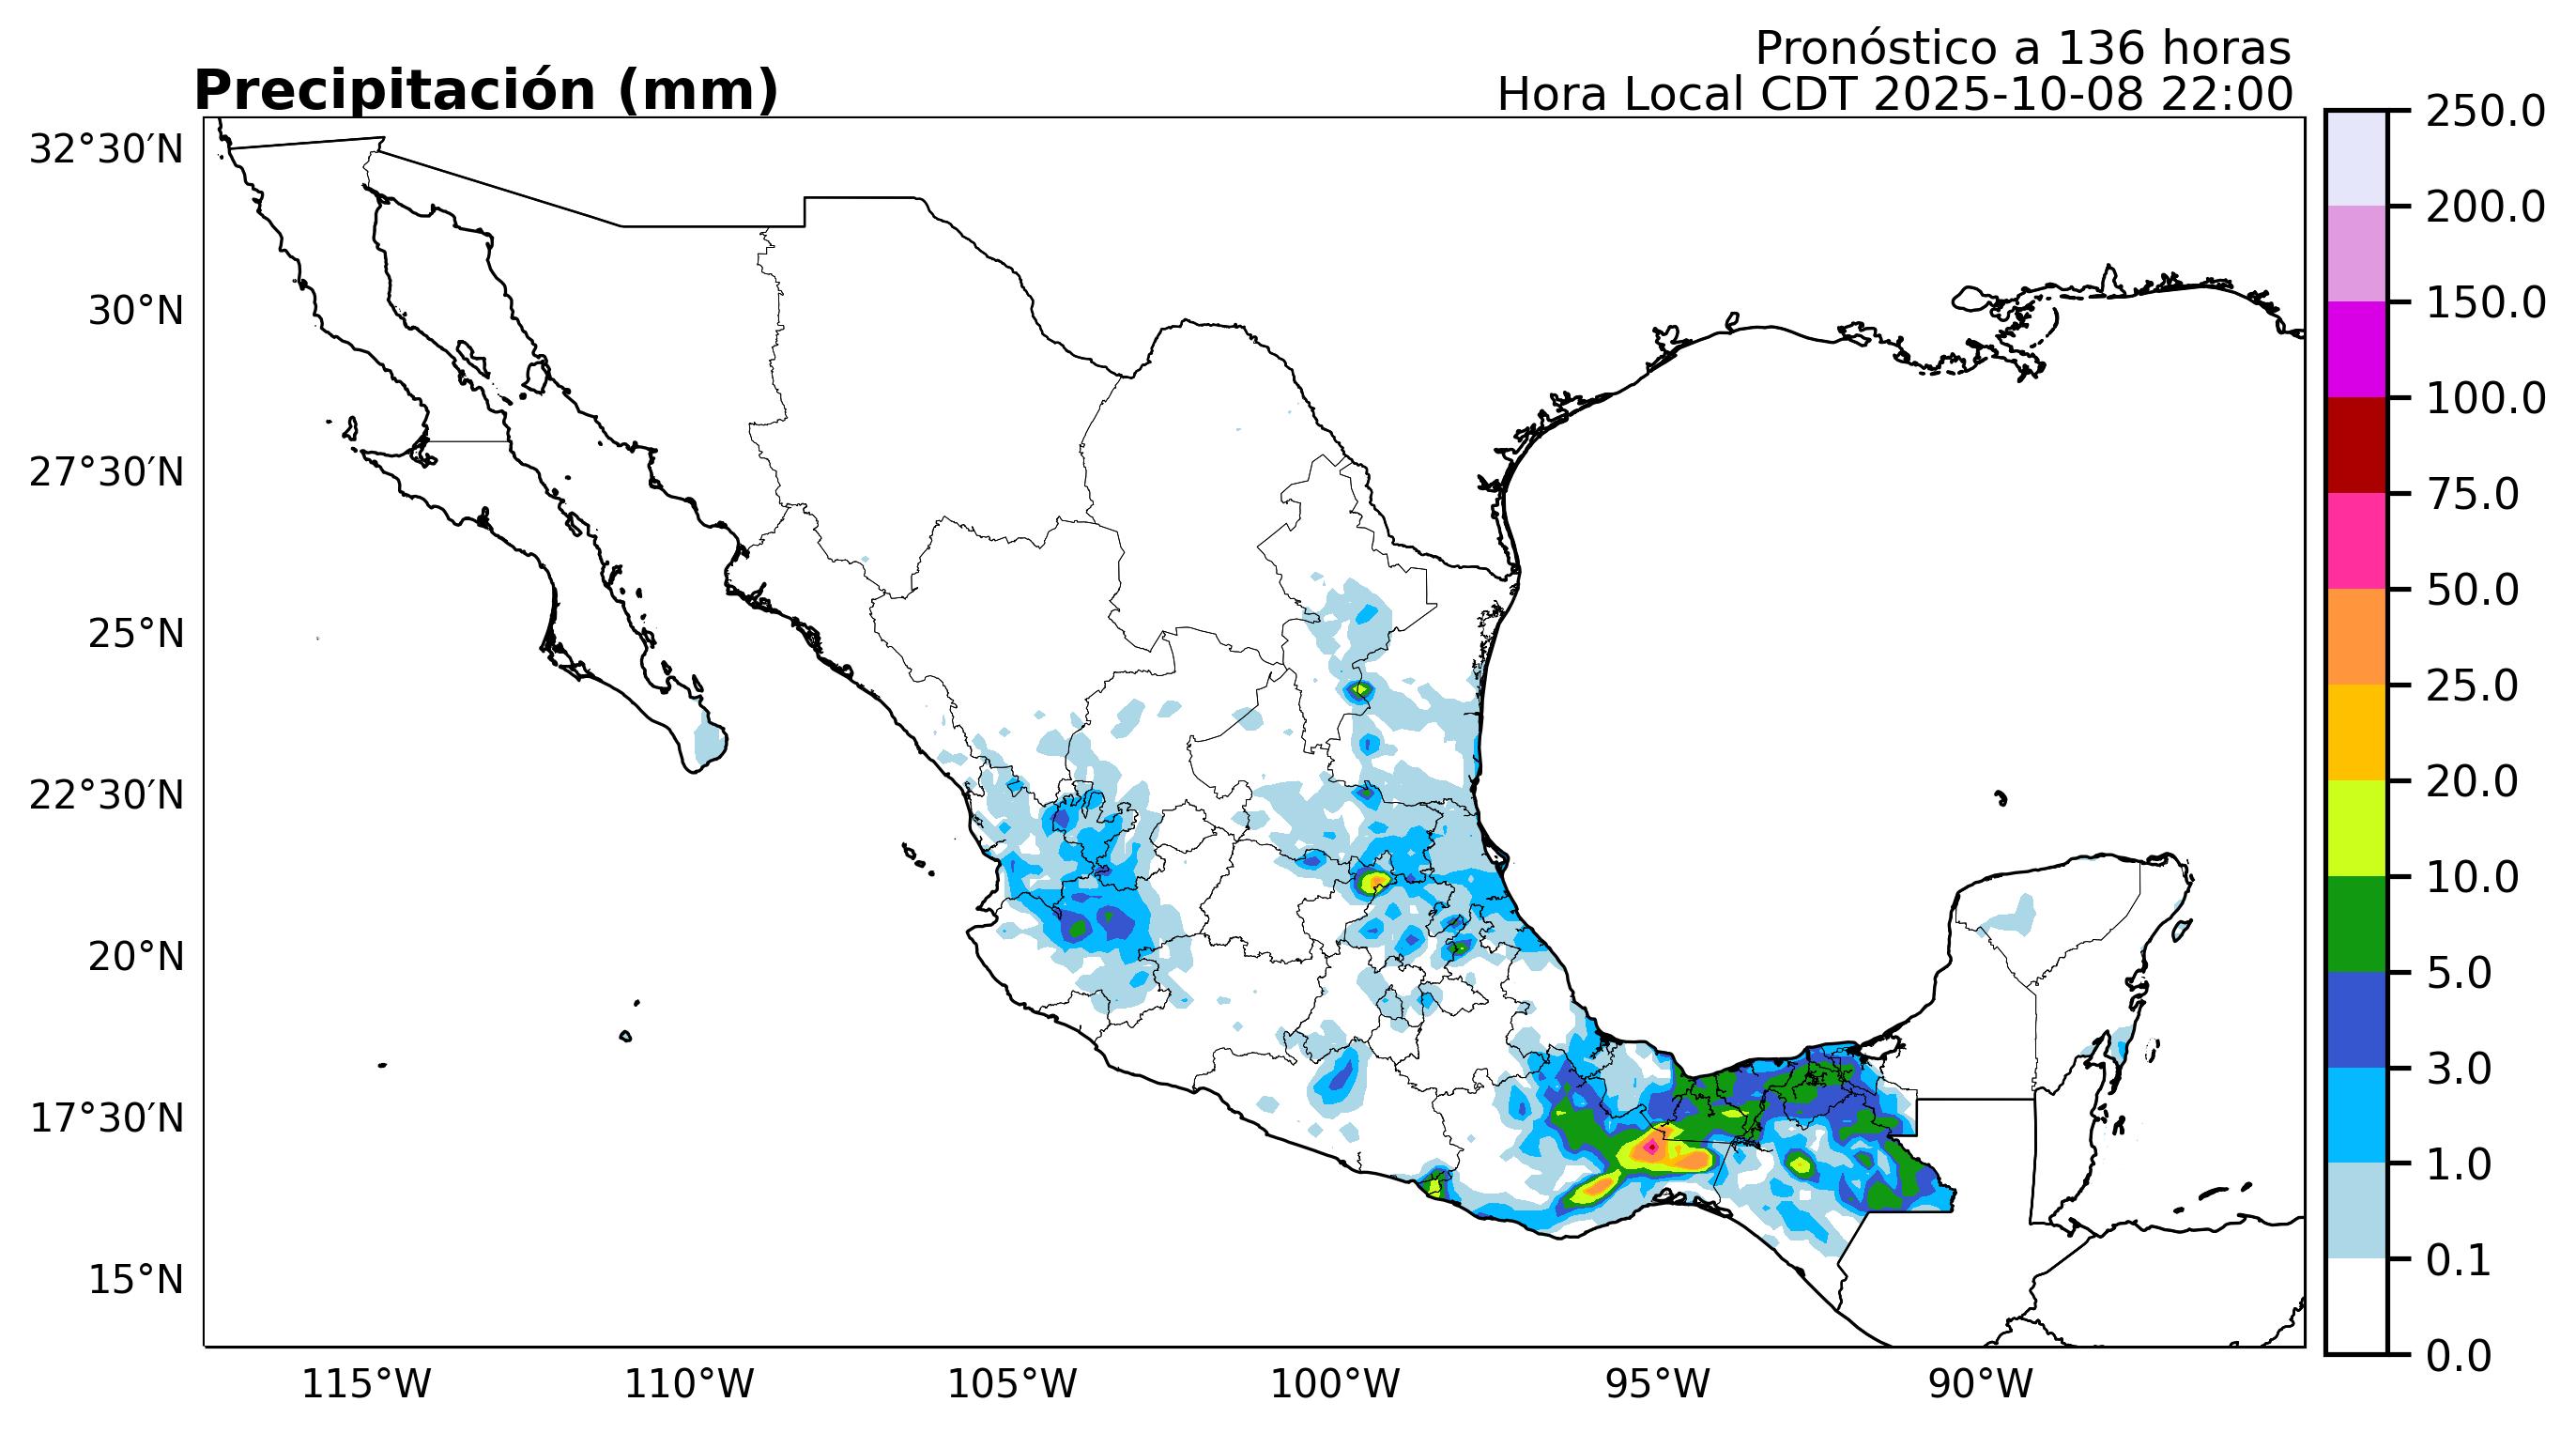 Pronóstico a 136 horas
Precipitación (mm)
Hora Local CDT 2025-10-08 22:00
32°30′N
30°N
27°30′N
25°N
22°30′N
20°N
17°30′N
15°N
115°W
110°W
105°W
100°W
95°W
90°W
250.0
200.0
150.0
100.0
75.0
50.0
25.0
20.0
10.0
5.0
3.0
1.0
0.1
0.0